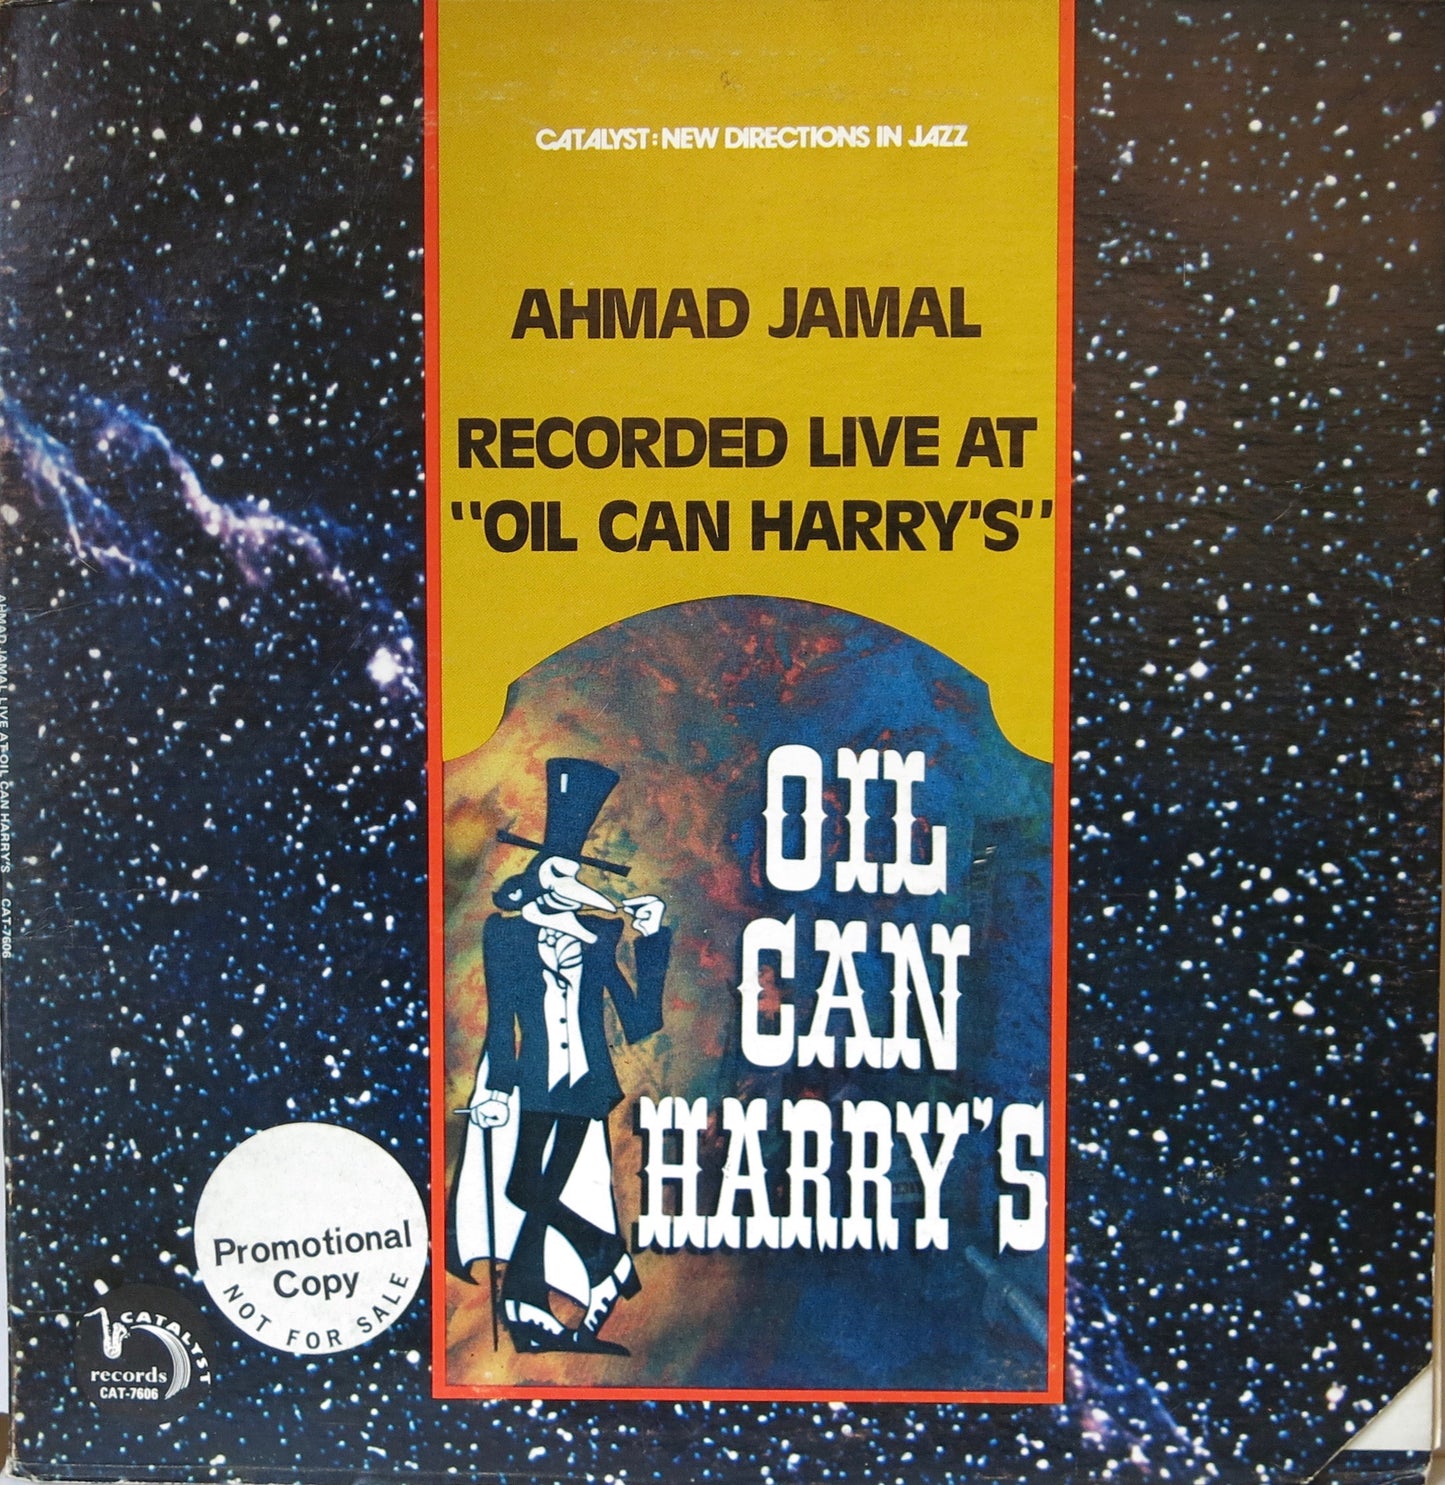 CATALYST: NEW DIRECTIONS IN JAZZ
AHMAD JAMAL
RECORDED LIVE AT
"OIL CAN HARRY'S"
OIL
CAN
HARRY'S
Promotional
Copy
NOT FOR SALE
CATALYST
records
CAT-7606
AHMAD JAMAL LIVE AT OIL CAN HARRY'S CAT-7606